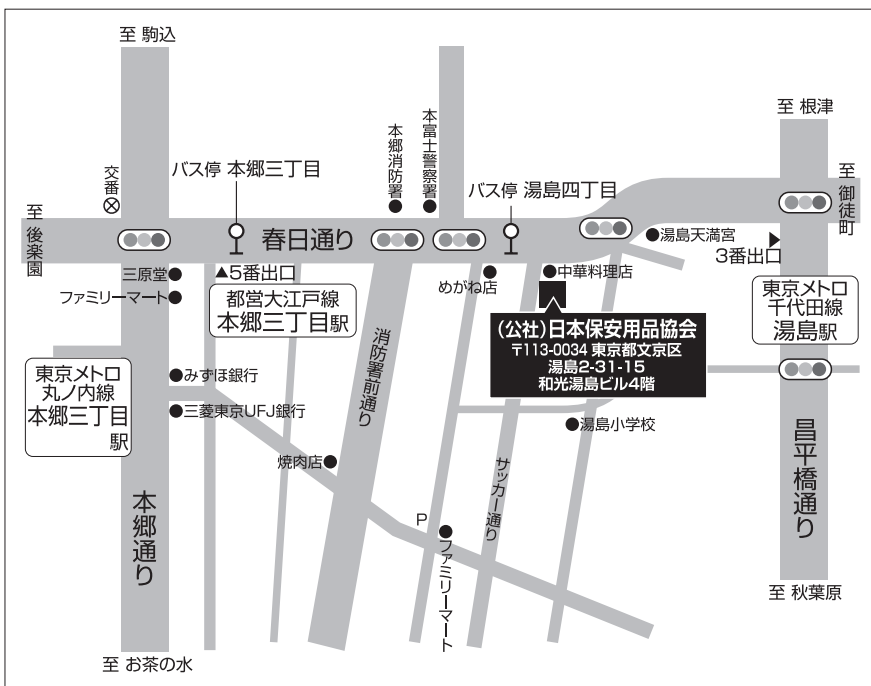 至 駒込
至 根津
交番
バス停 本郷三丁目
本郷消防署
本富士警察署
バス停 湯島四丁目
至 御徒町
至 後楽園
春日通り
湯島天満宮
3番出口
三原堂
▲5番出口
めがね店
中華料理店
ファミリーマート
都営大江戸線
本郷三丁目駅
東京メトロ
千代田線
湯島駅
(公社)日本保安用品協会
〒113-0034 東京都文京区
湯島2-31-15
和光湯島ビル4階
消防署前通り
東京メトロ
丸ノ内線
本郷三丁目
駅
みずほ銀行
三菱東京UFJ銀行
湯島小学校
焼肉店
サッカー通り
昌平橋通り
本郷通り
P
ファミリーマート
至 秋葉原
至 お茶の水